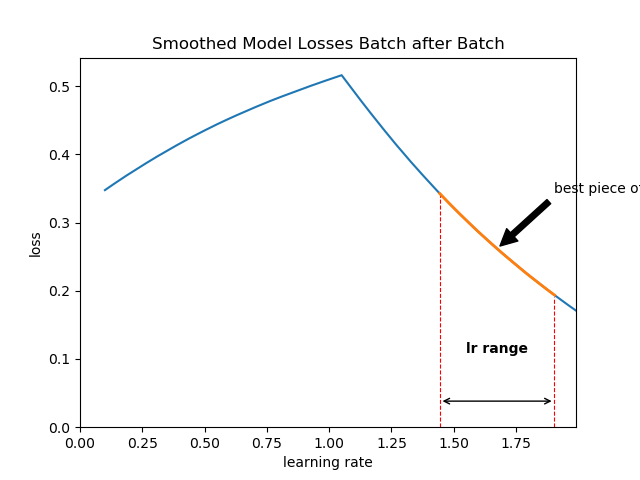 Smoothed Model Losses Batch after Batch
0.5
0.4
0.3
0.2
0.1
0.0
loss
best piece of
lr range
0.00 0.25 0.50 0.75 1.00 1.25 1.50 1.75
learning rate